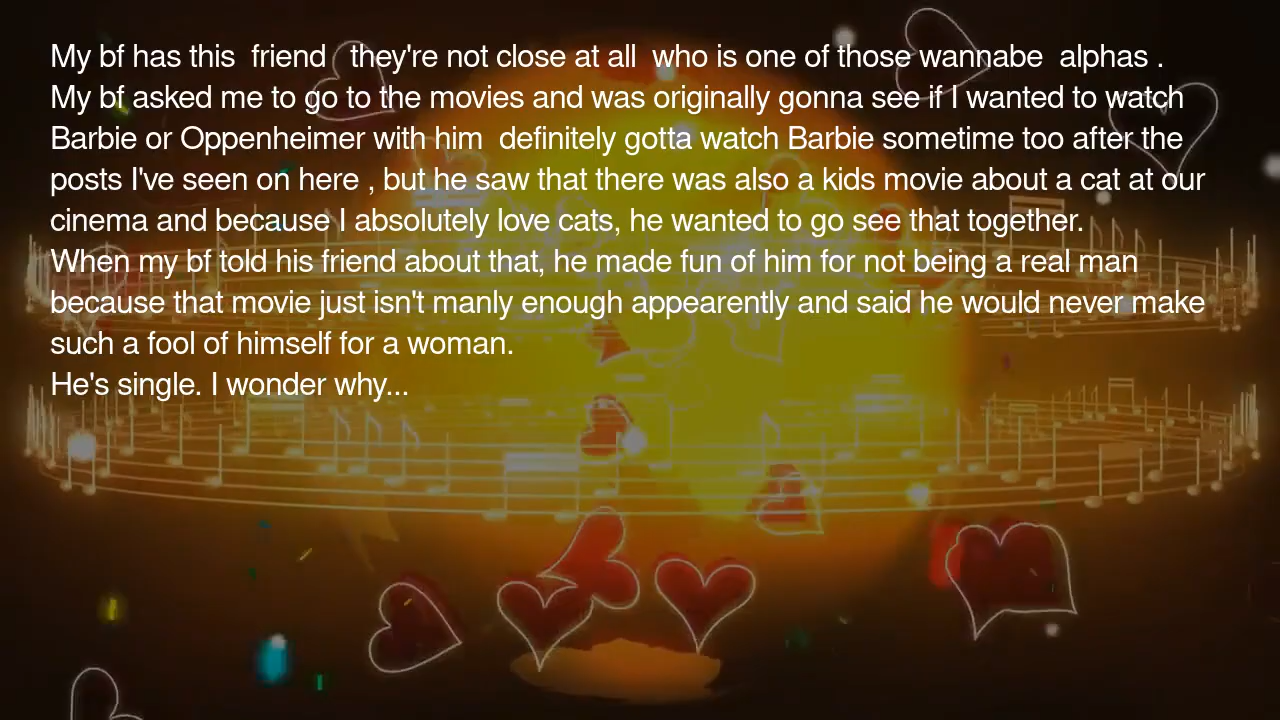 My bf has this  friend   they're not close at all  who is one of those wannabe  alphas .
My bf asked me to go to the movies and was originally gonna see if I wanted to watch
Barbie or Oppenheimer with him  definitely gotta watch Barbie sometime too after the
posts I've seen on here , but he saw that there was also a kids movie about a cat at our
cinema and because I absolutely love cats, he wanted to go see that together.
When my bf told his friend about that, he made fun of him for not being a real man
because that movie just isn't manly enough appearently and said he would never make
such a fool of himself for a woman.
He's single. I wonder why...